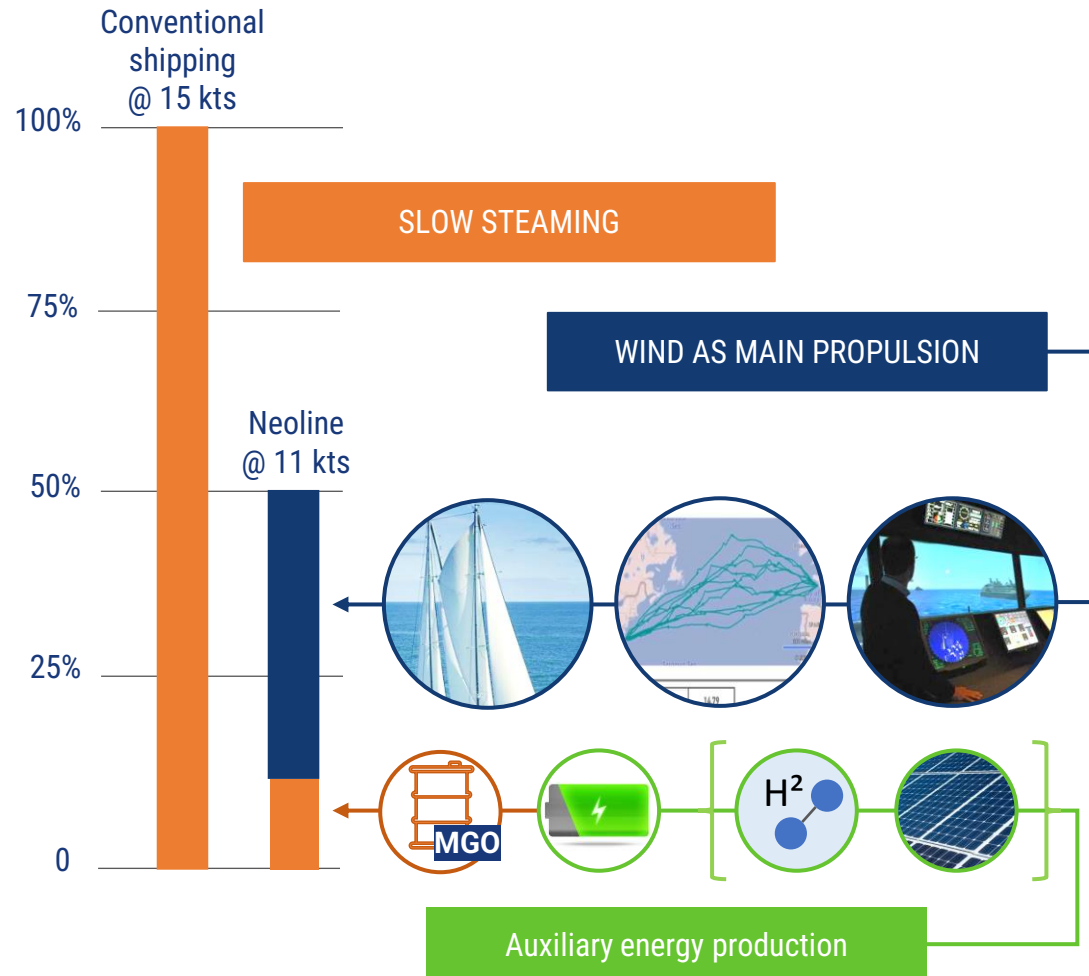 Conventional
shipping
@ 15 kts
100%
SLOW STEAMING
75%
WIND AS MAIN PROPULSION
Neoline
@ 11 kts
50%
25%
MGO
H²
0
Auxiliary energy production